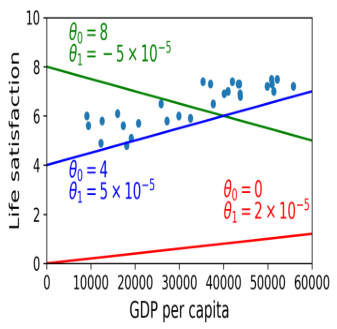 10
θ₀ = 8
θ₁ = −5 × 10⁻⁵
8
6
4
θ₀ = 4
θ₁ = 5 × 10⁻⁵
θ₀ = 0
θ₁ = 2 × 10⁻⁵
2
0
Life satisfaction
0 10000 20000 30000 40000 50000 60000
GDP per capita